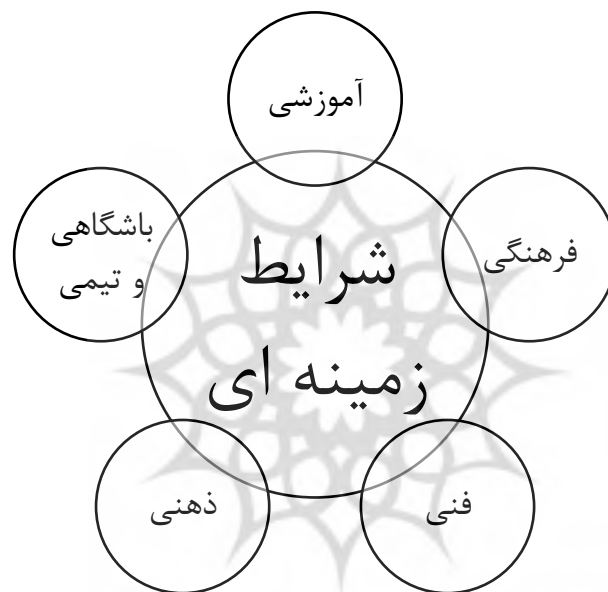 آموزشی
فرهنگی
باشگاهی
و تیمی
شرایط
زمینه ای
فنی
ذهنی